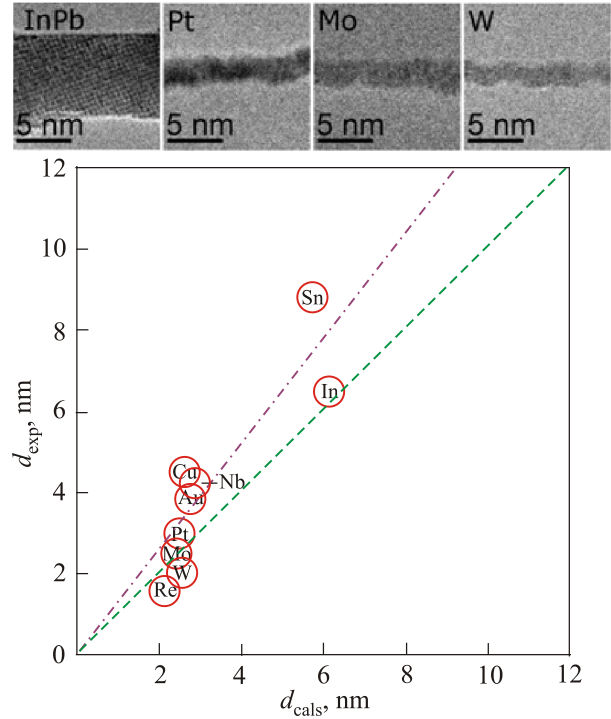 InPb Pt Mo W
5 nm 5 nm 5 nm 5 nm
12
10
8
6
4
2
0
d_exp, nm
Sn
In
Cu
Nb
Au
Pt
Mo
W
Re
2 4 6 8 10 12
d_cals, nm